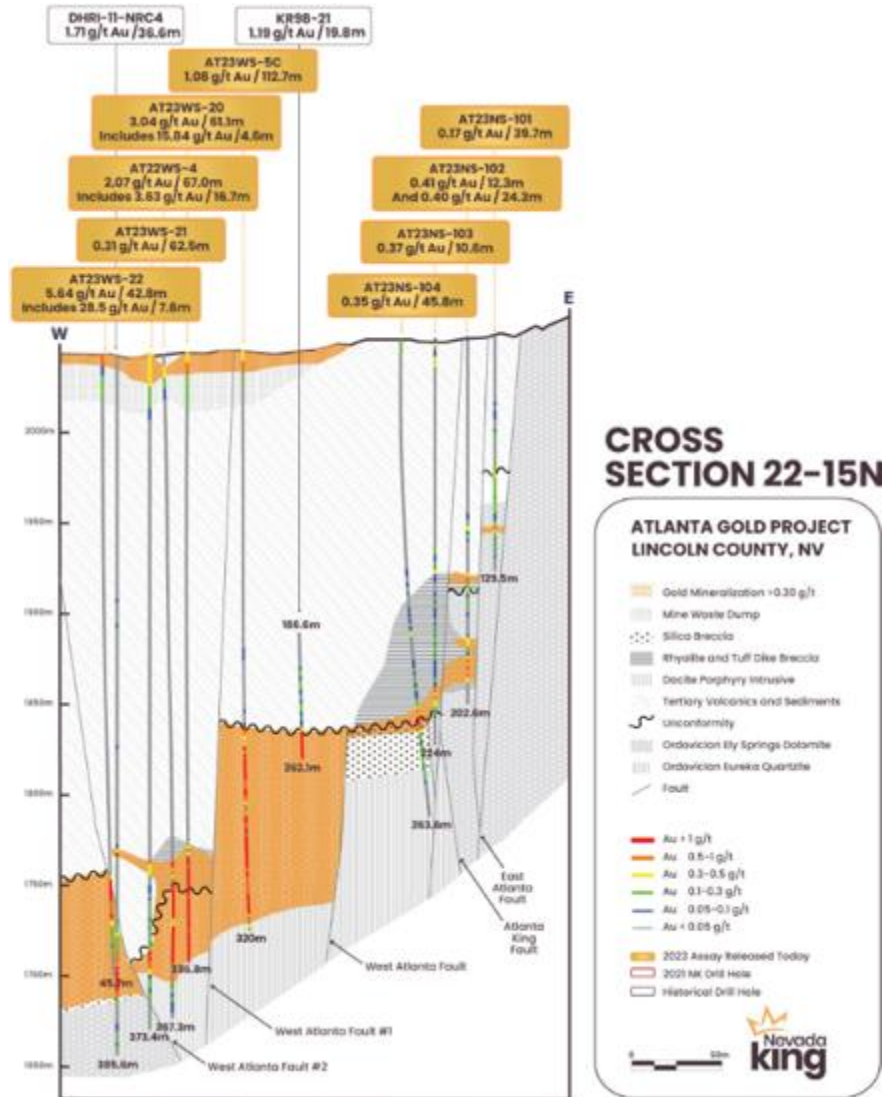 DHRI-11-NRC4
1.71 g/t Au / 36.6m
KR98-21
1.19 g/t Au / 19.8m
AT23WS-5C
1.08 g/t Au / 112.7m
AT23WS-20
3.04 g/t Au / 61.1m
Includes 15.84 g/t Au / 4.6m
AT22WS-4
2.07 g/t Au / 67.0m
Includes 3.63 g/t Au / 16.7m
AT23WS-21
0.31 g/t Au / 62.5m
AT23WS-22
5.64 g/t Au / 42.8m
Includes 28.5 g/t Au / 7.6m
AT23NS-101
0.17 g/t Au / 39.7m
AT23NS-102
0.41 g/t Au / 12.3m
And 0.40 g/t Au / 24.3m
AT23NS-103
0.37 g/t Au / 10.6m
AT23NS-104
0.35 g/t Au / 45.8m
W
E
2000m
1950m
1900m
1850m
1800m
1750m
1700m
1650m
129.5m
186.6m
202.6m
224m
262.1m
263.6m
320m
336.8m
45.7m
367.3m
373.4m
385.6m
East
Atlanta
Fault
Atlanta
King
Fault
West Atlanta Fault
West Atlanta Fault #1
West Atlanta Fault #2
CROSS
SECTION 22-15N
ATLANTA GOLD PROJECT
LINCOLN COUNTY, NV
Gold Mineralization >0.30 g/t
Mine Waste Dump
Silica Breccia
Rhyolite and Tuff Dike Breccia
Dacite Porphyry Intrusive
Tertiary Volcanics and Sediments
Unconformity
Ordovician Ely Springs Dolomite
Ordovician Eureka Quartzite
Fault
Au > 1 g/t
Au 0.5-1 g/t
Au 0.3-0.5 g/t
Au 0.1-0.3 g/t
Au 0.05-0.1 g/t
Au < 0.05 g/t
2023 Assay Released Today
2021 NK Drill Hole
Historical Drill Hole
0 50m
Nevada
king